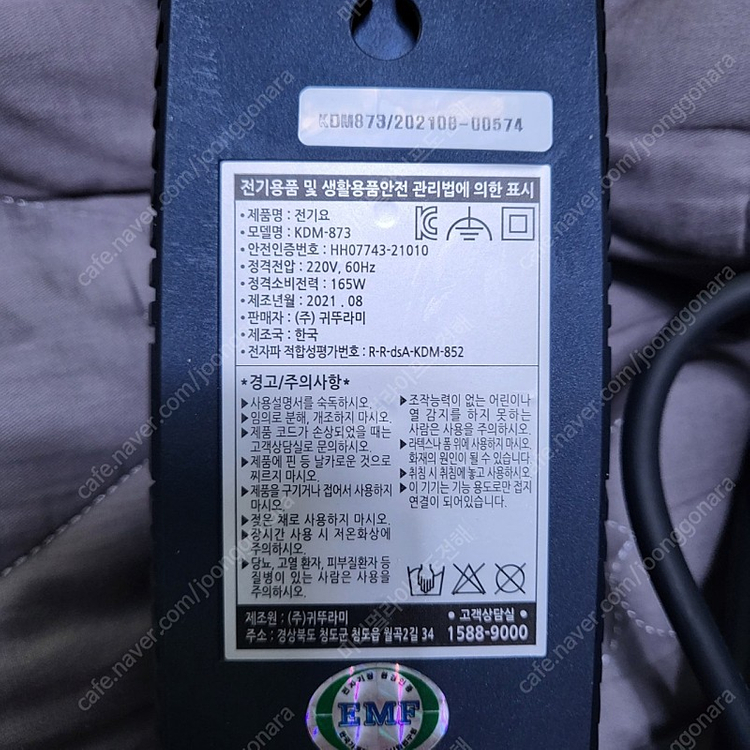 KDM873/202108-00574
전기용품 및 생활용품안전 관리법에 의한 표시
• 제품명 : 전기요
• 모델명 : KDM-873
• 안전인증번호 : HH07743-21010
• 정격전압 : 220V, 60Hz
• 정격소비전력 : 165W
• 제조년월 : 2021 . 08
• 판매자 : (주) 귀뚜라미
• 제조국 : 한국
• 전자파 적합성평가번호 : R-R-dsA-KDM-852
*경고/주의사항*
▶사용설명서를 숙독하시오.
▶임의로 분해, 개조하지 마시오.
▶제품 코드가 손상되었을 때는
고객상담실로 문의하시오.
▶제품에 핀 등 날카로운 것으로
찌르지 마시오.
▶제품을 구기거나 접어서 사용하지
마시오.
▶젖은 채로 사용하지 마시오.
▶장시간 사용 시 저온화상에
주의하시오.
▶당뇨, 고열 환자, 피부질환자 등
질병이 있는 사람은 사용을
주의하시오.
▶조작능력이 없는 어린이나
열 감지를 하지 못하는
사람은 사용을 주의하시오.
▶라텍스나 폼 위에 사용하지 마시오.
화재의 원인이 될 수 있습니다.
▶취침 시 취침에 놓고 사용하시오.
▶이 기기는 기능 용도로만 접지
연결이 되어있습니다.
제조원 : (주)귀뚜라미
주소 : 경상북도 청도군 청도읍 월곡2길 34
• 고객상담실 •
1588-9000
EMF
cafe.naver.com/joonggonara